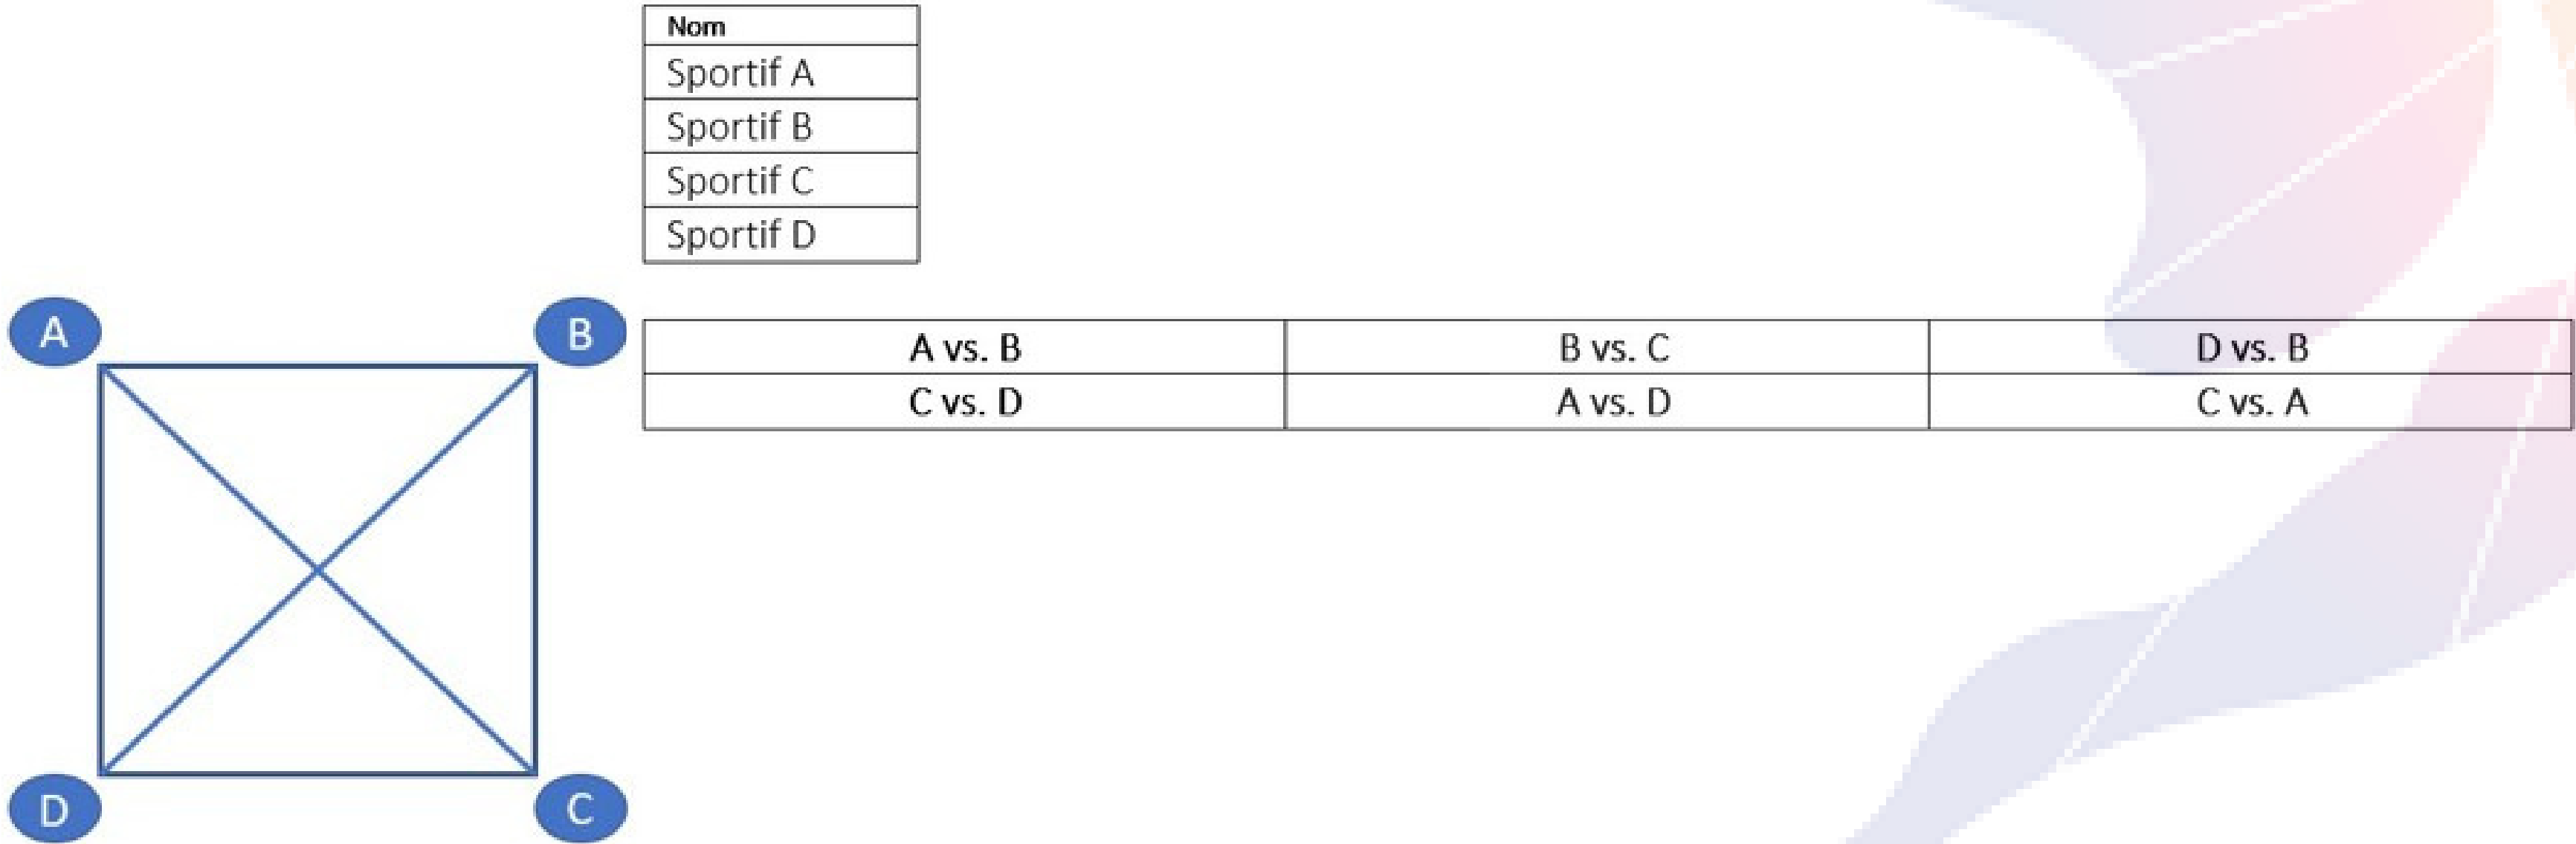 Nom
Sportif A
Sportif B
Sportif C
Sportif D
A
B
A vs. B
B vs. C
D vs. B
C vs. D
A vs. D
C vs. A
D
C